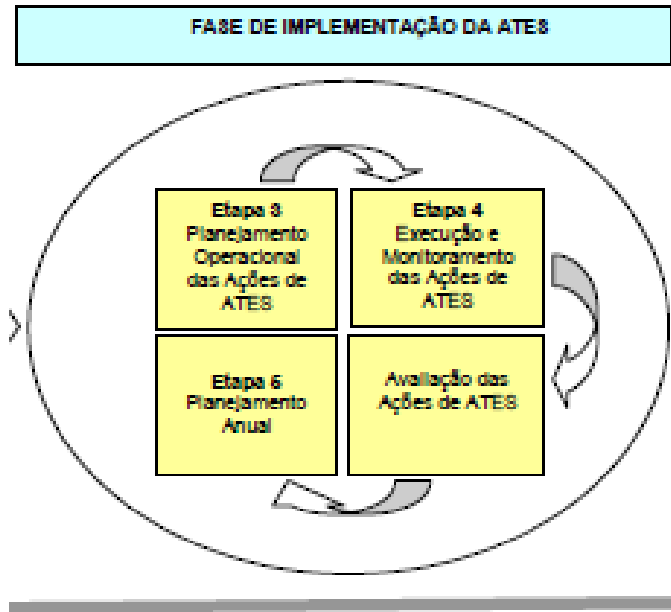 FASE DE IMPLEMENTAÇÃO DA ATES
Etapa 3
Planejamento
Operacional
das Ações de
ATES
Etapa 4
Execução e
Monitoramento
das Ações de
ATES
Etapa 5
Planejamento
Anual
Avaliação das
Ações de ATES